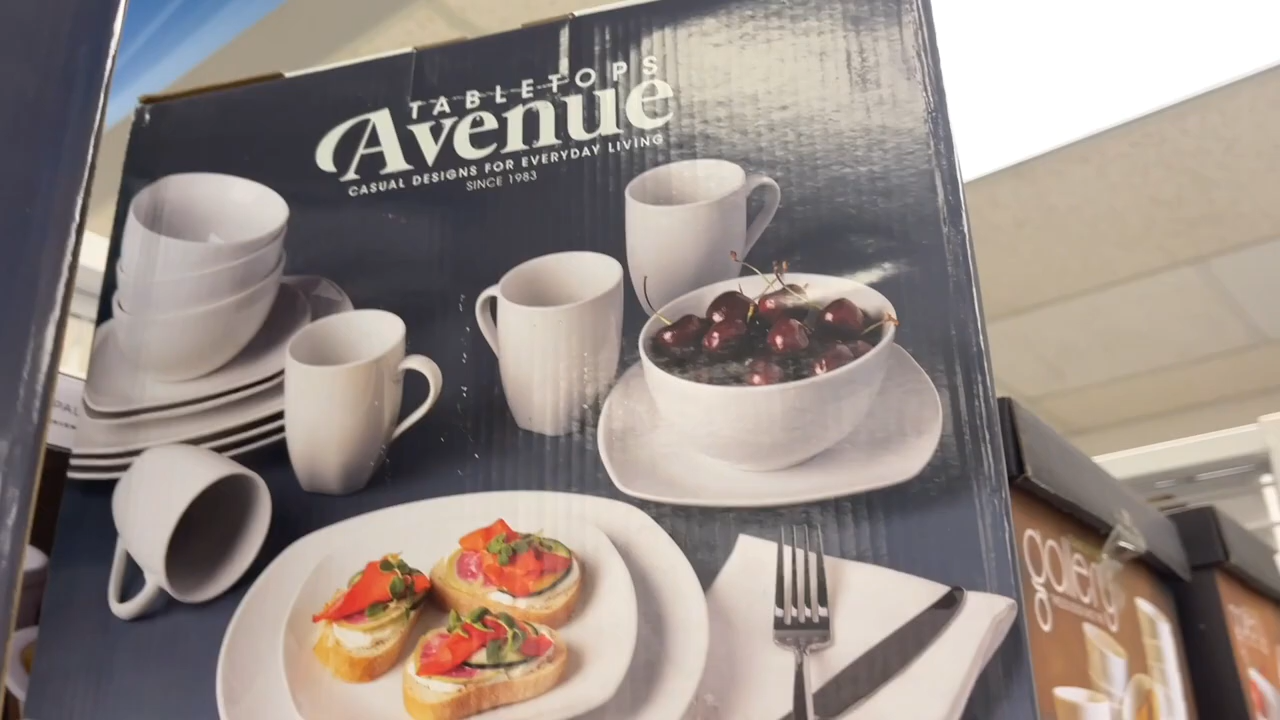 TABLETOPS
Avenue
CASUAL DESIGNS FOR EVERYDAY LIVING
SINCE 1983
gallery